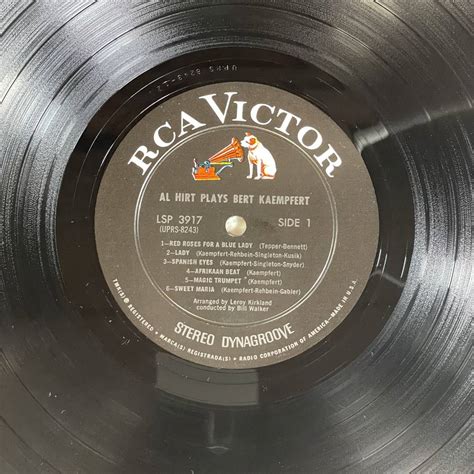 UPRS 8243-12
RCA VICTOR
AL HIRT PLAYS BERT KAEMPFERT
LSP 3917
SIDE 1
(UPRS-8243)
1—RED ROSES FOR A BLUE LADY (Tepper-Bennett)
2—LADY (Kaempfert-Rehbein-Singleton-Kusik)
3—SPANISH EYES (Kaempfert-Singleton-Snyder)
4—AFRIKAAN BEAT (Kaempfert)
5—MAGIC TRUMPET (Kaempfert)
6—SWEET MARIA (Kaempfert-Rehbein-Gabler)
Arranged by Leroy Kirkland
conducted by Bill Walker
STEREO DYNAGROOVE
TMK(S) ® REGISTERED • MARCA(S) REGISTRADA(S) • RADIO CORPORATION OF AMERICA—MADE IN U.S.A.